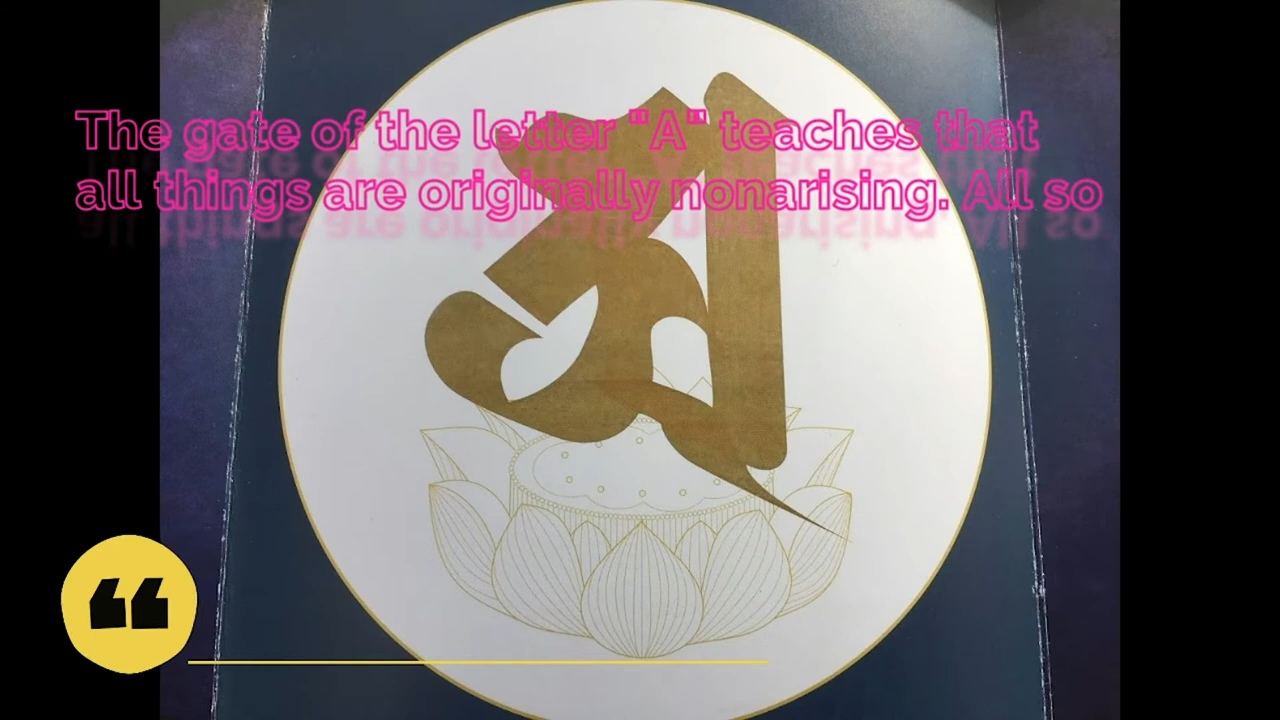 The gate of the letter "A" teaches that
all things are originally nonarising. All so
𑖀